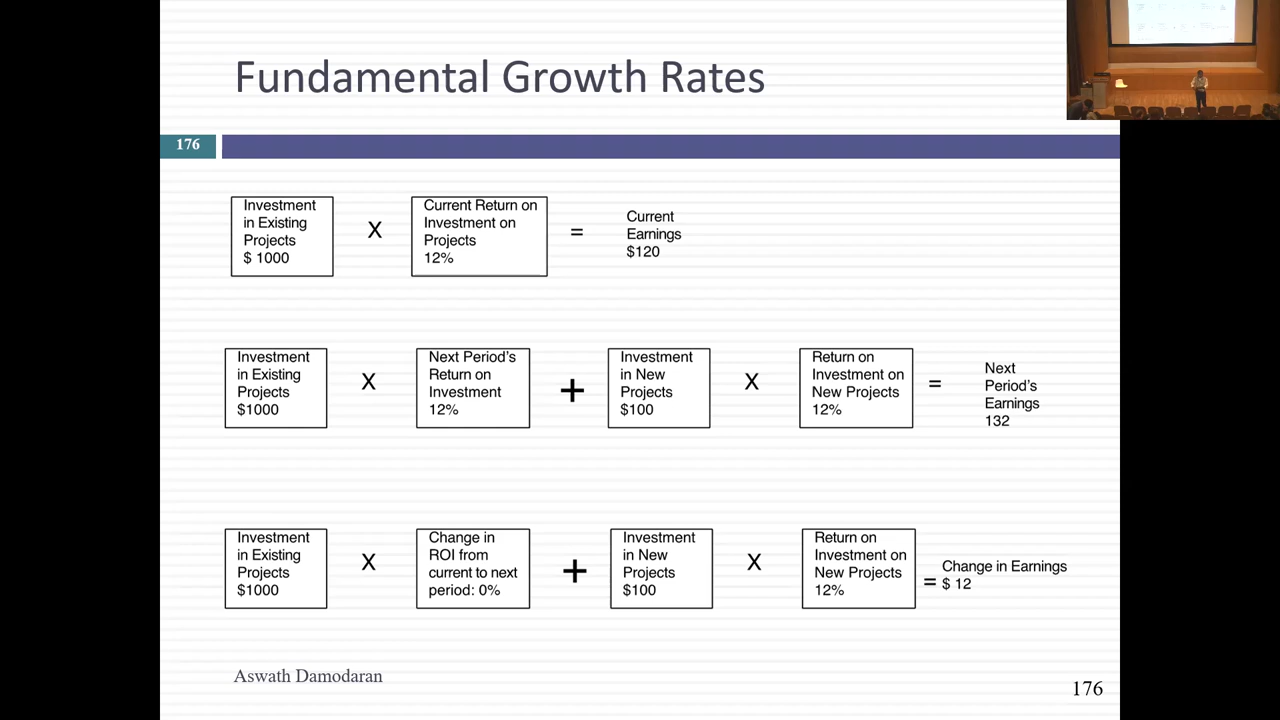 Fundamental Growth Rates
176
Investment
in Existing
Projects
$ 1000
X
Current Return on
Investment on
Projects
12%
=
Current
Earnings
$120
Investment
in Existing
Projects
$1000
X
Next Period's
Return on
Investment
12%
+
Investment
in New
Projects
$100
X
Return on
Investment on
New Projects
12%
=
Next
Period's
Earnings
132
Investment
in Existing
Projects
$1000
X
Change in
ROI from
current to next
period: 0%
+
Investment
in New
Projects
$100
X
Return on
Investment on
New Projects
12%
=
Change in Earnings
$ 12
Aswath Damodaran
176